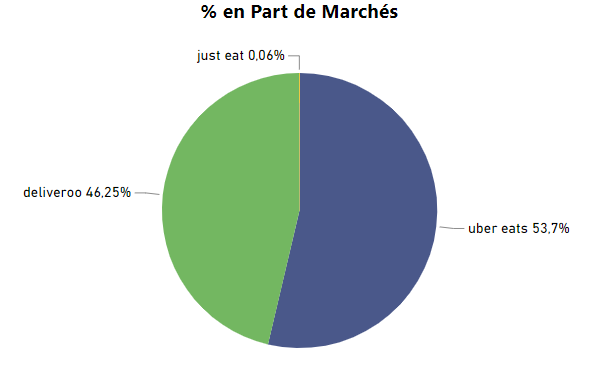 % en Part de Marchés
just eat 0,06%
deliveroo 46,25%
uber eats 53,7%